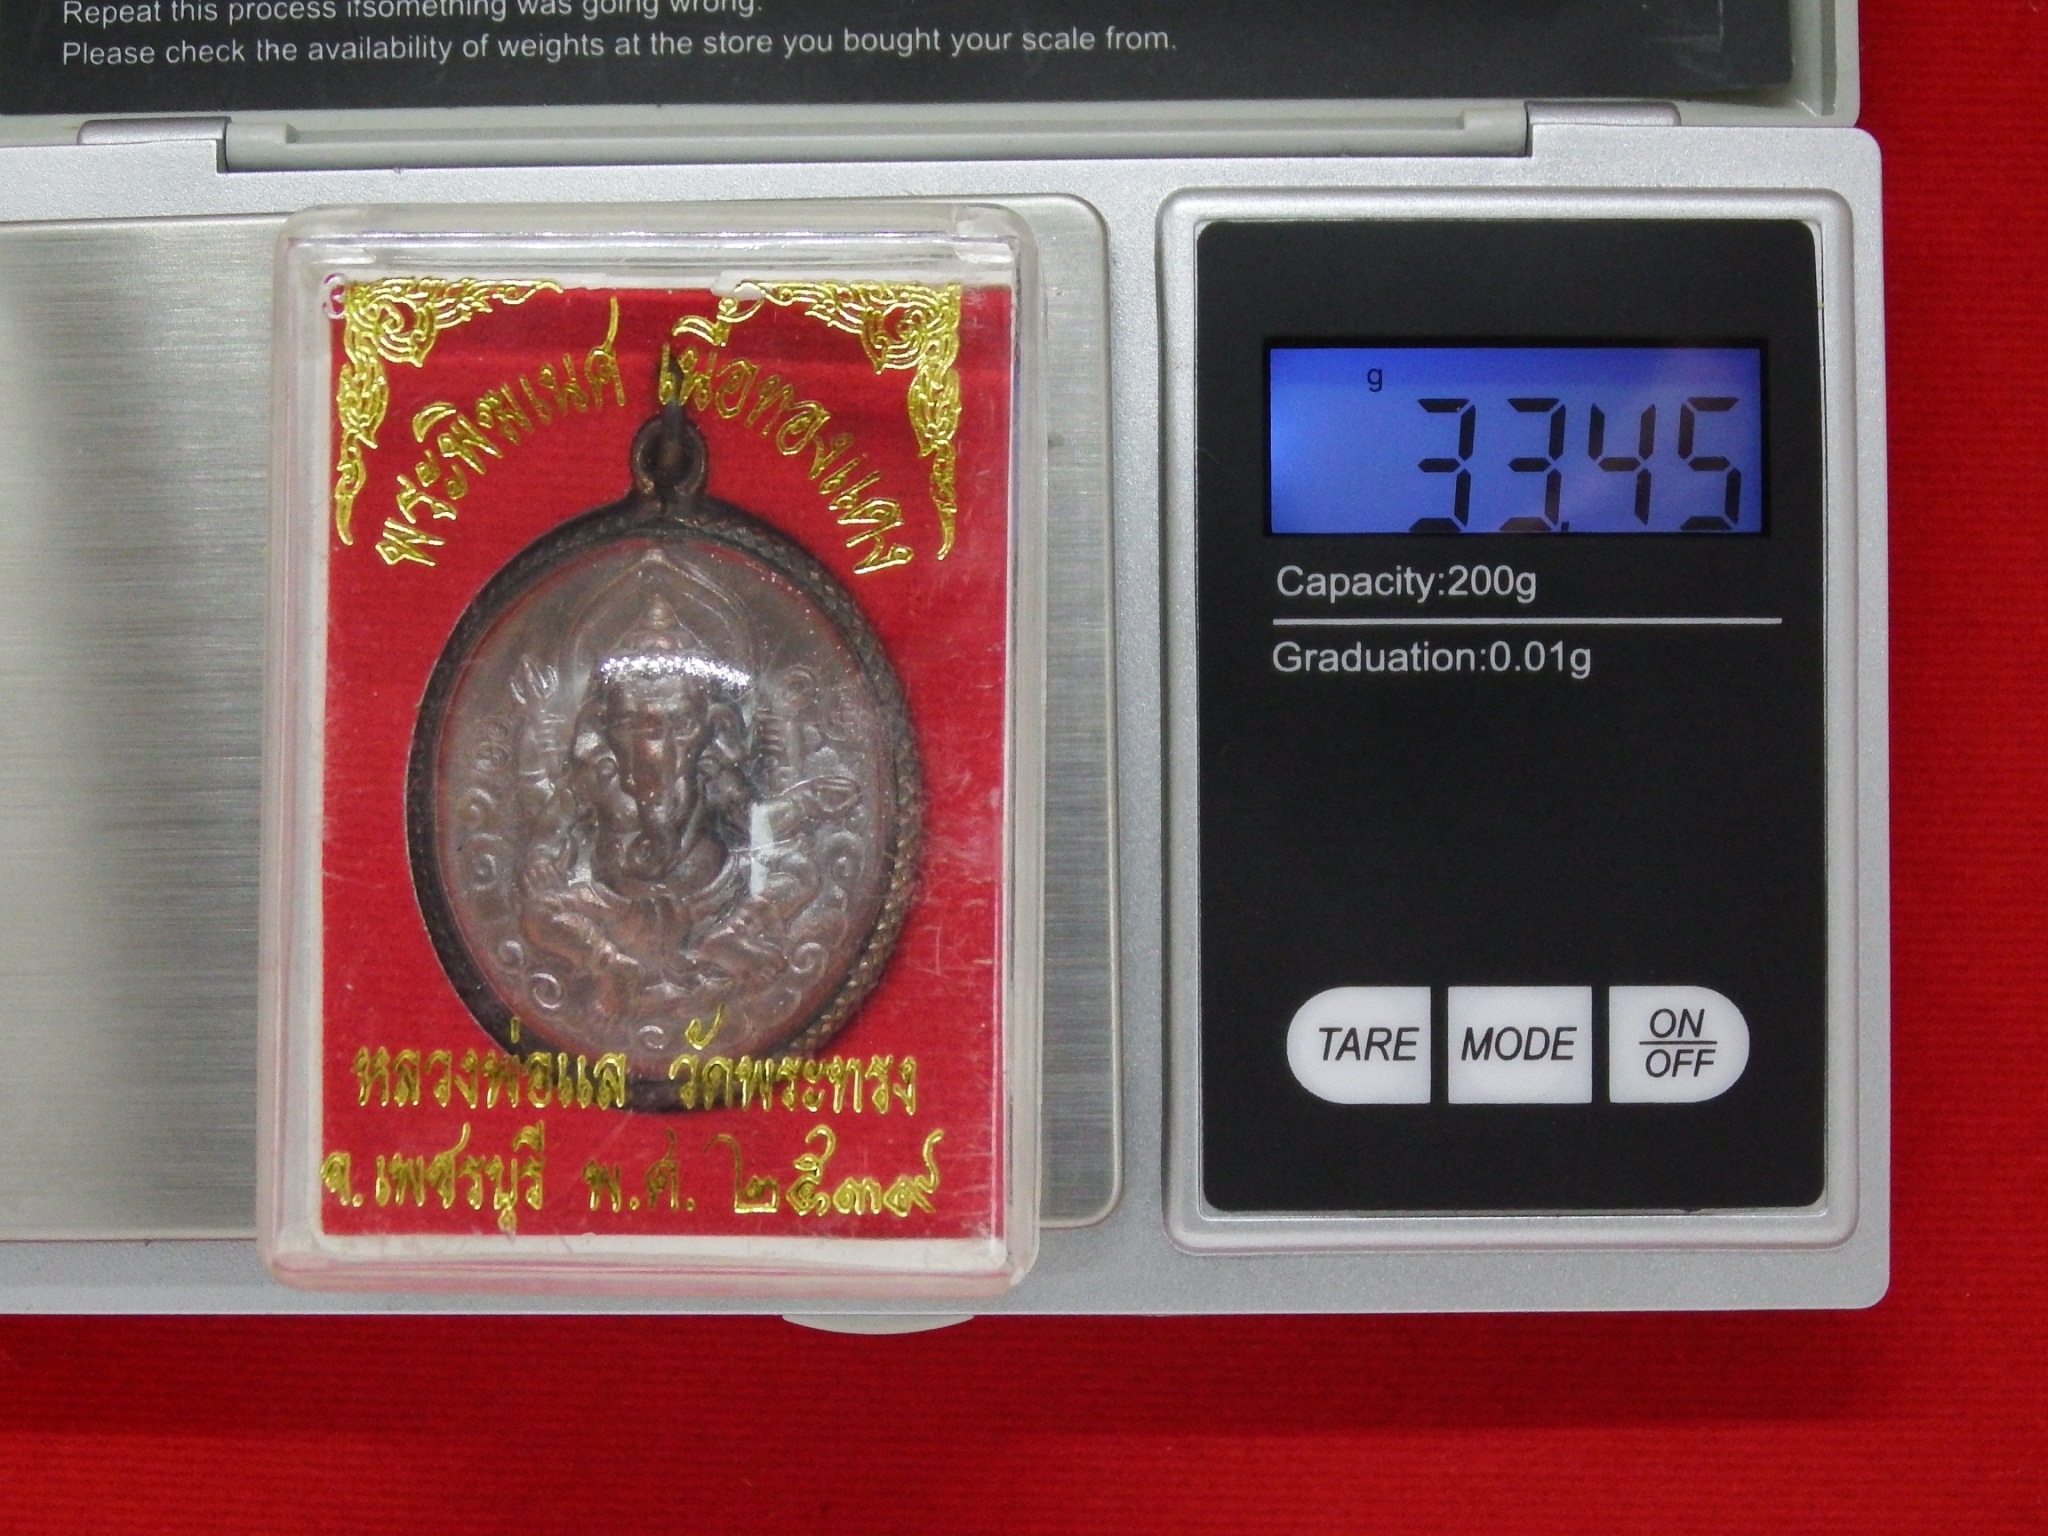 Repeat this process ifsomething was going wrong.
Please check the availability of weights at the store you bought your scale from.
พระพิฆเนศ เนื้อทองแดง
หลวงพ่อแล วัดพระทรง
จ.เพชรบุรี พ.ศ. ๒๕๓๙
g
33.45
Capacity:200g
Graduation:0.01g
TARE MODE ON
OFF